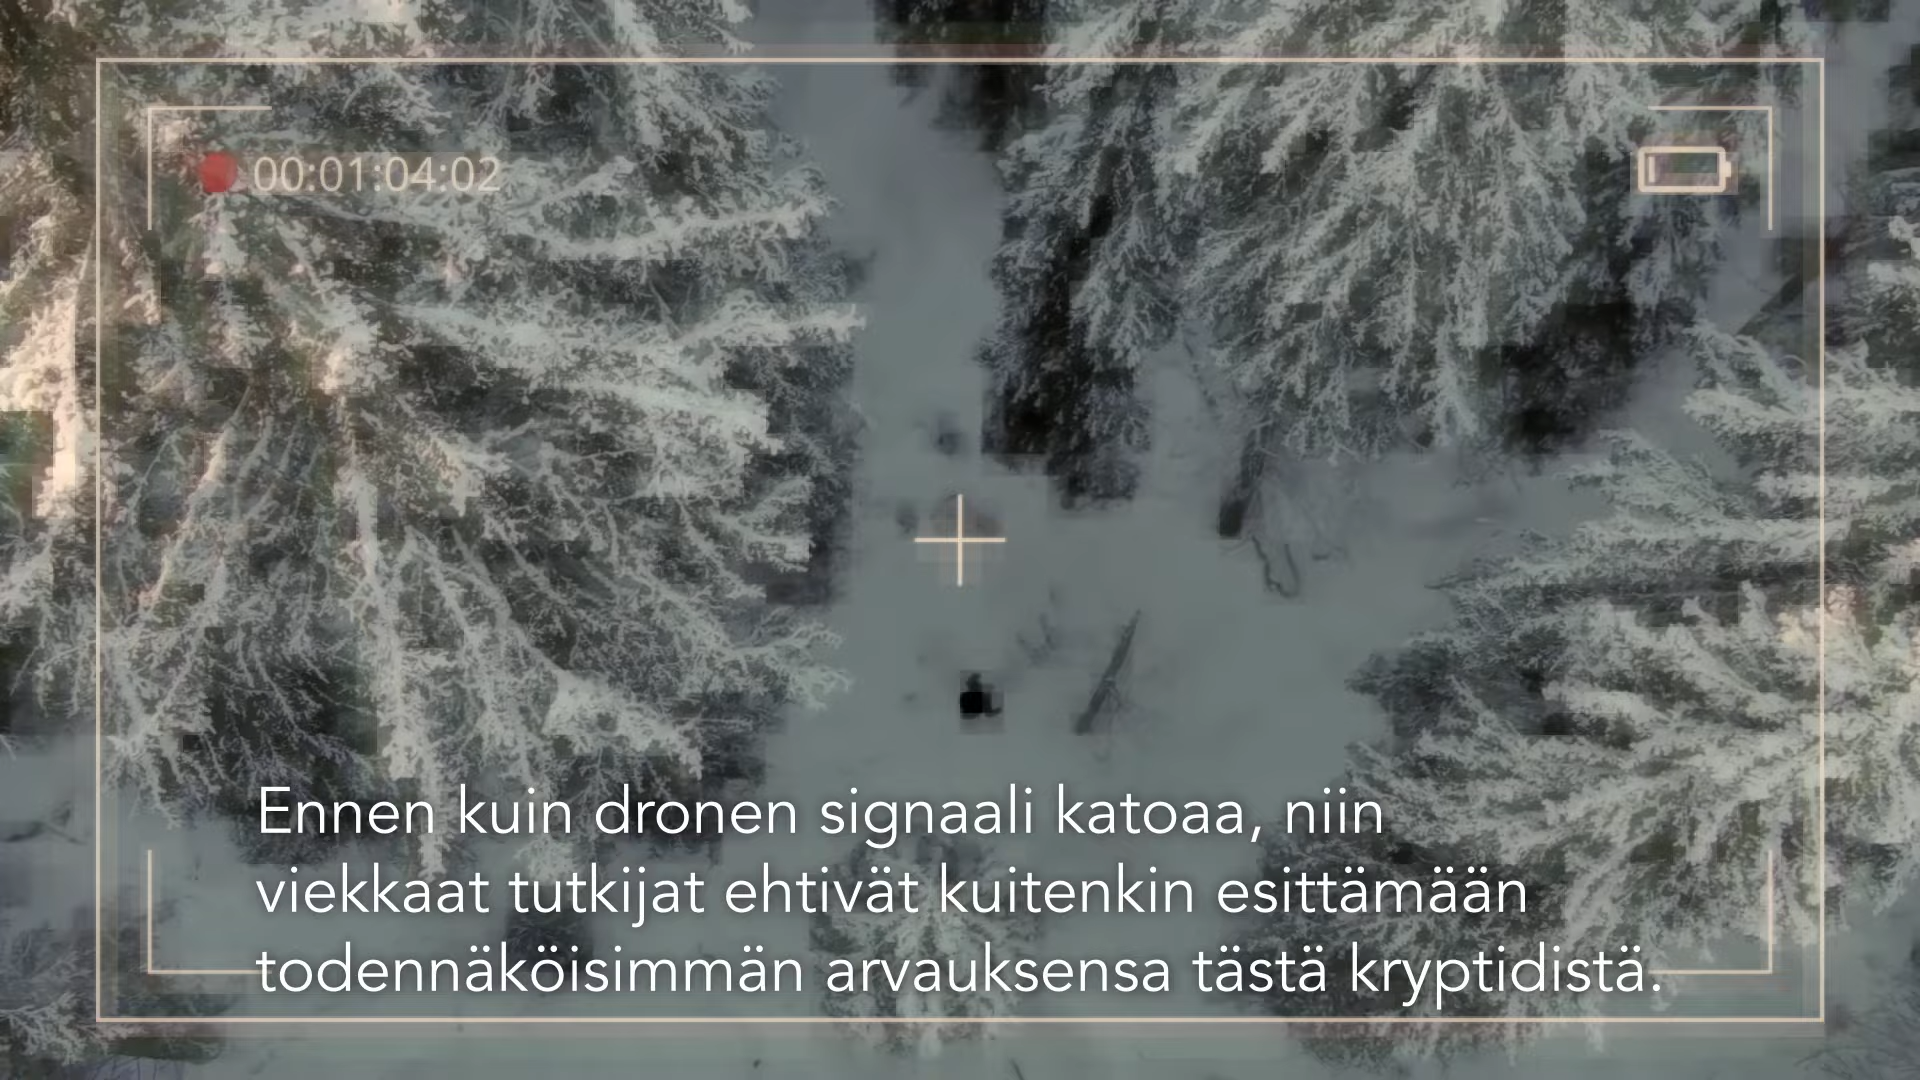 00:01:04:02
Ennen kuin dronen signaali katoaa, niin
viekkaat tutkijat ehtivät kuitenkin esittämään
todennäköisimmän arvauksensa tästä kryptidistä.